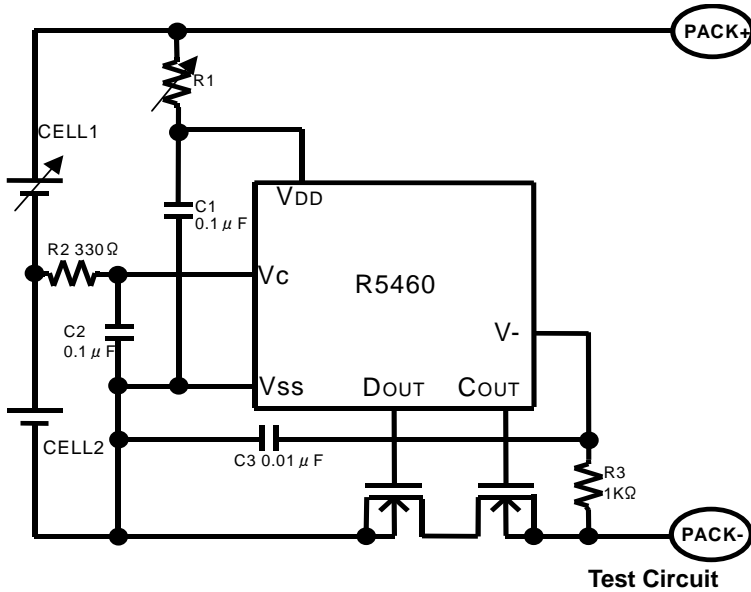 PACK+
R1
CELL1
VDD
C1
0.1μF
R2 330Ω
Vc
R5460
V-
C2
0.1μF
Vss
DOUT
COUT
CELL2
C3 0.01μF
R3
1KΩ
PACK-
Test Circuit